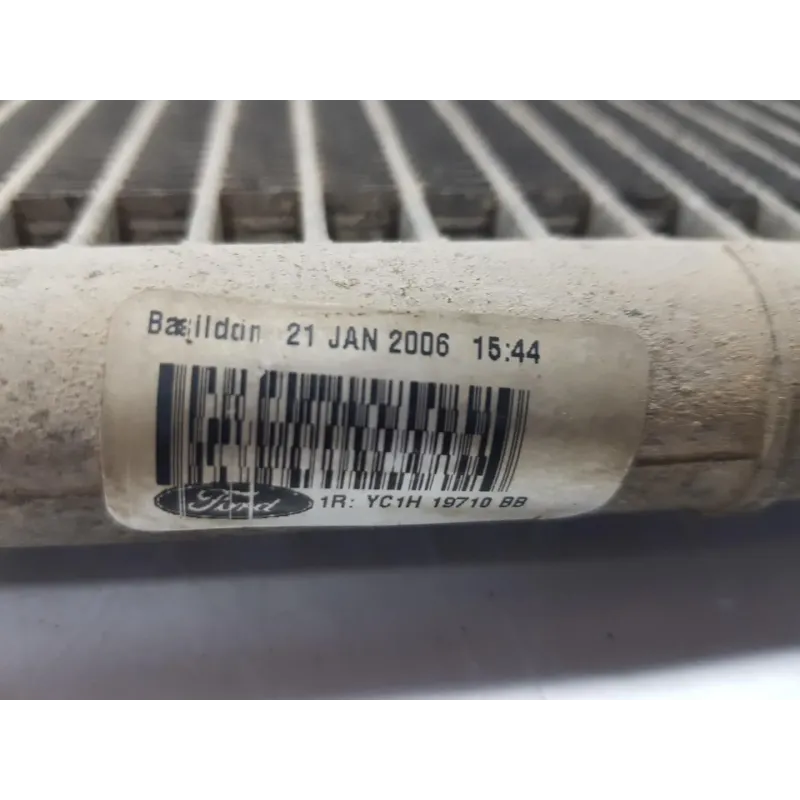 Basildon 21 JAN 2006 15:44
Ford 1R: YC1H 19710 BB